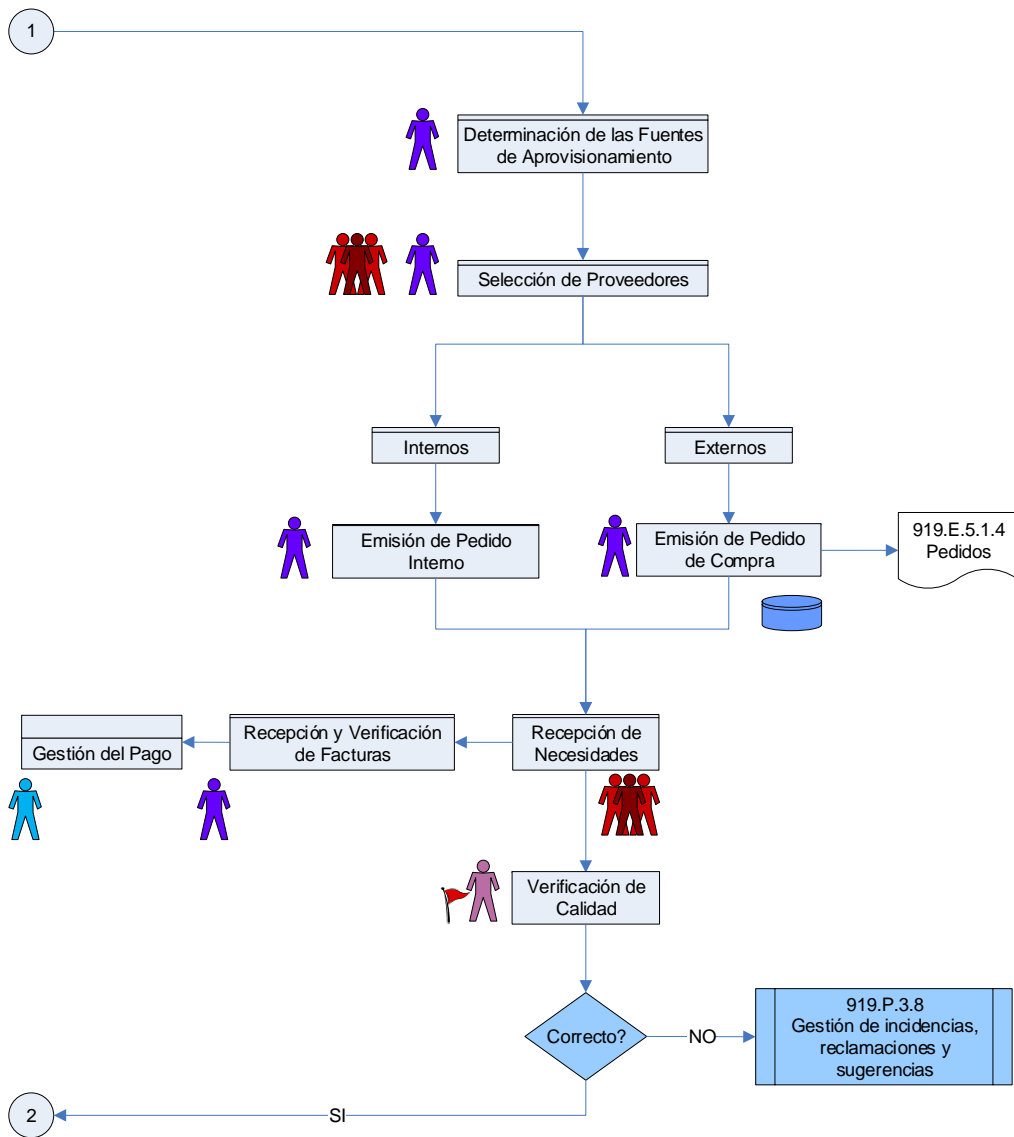 1
Determinación de las Fuentes
de Aprovisionamiento
Selección de Proveedores
Internos
Externos
Emisión de Pedido
Interno
Emisión de Pedido
de Compra
919.E.5.1.4
Pedidos
Gestión del Pago
Recepción y Verificación
de Facturas
Recepción de
Necesidades
Verificación de
Calidad
Correcto?
NO
919.P.3.8
Gestión de incidencias,
reclamaciones y
sugerencias
SI
2